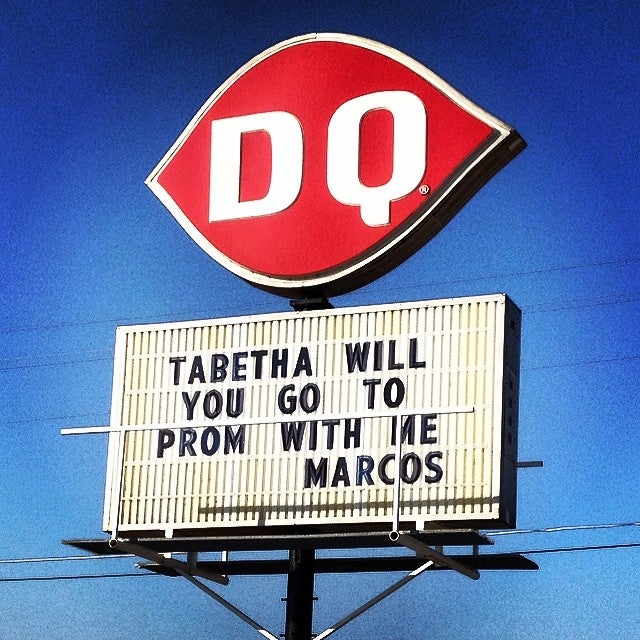 DQ®
TABETHA WILL
YOU GO TO
PROM WITH ME
MARCOS